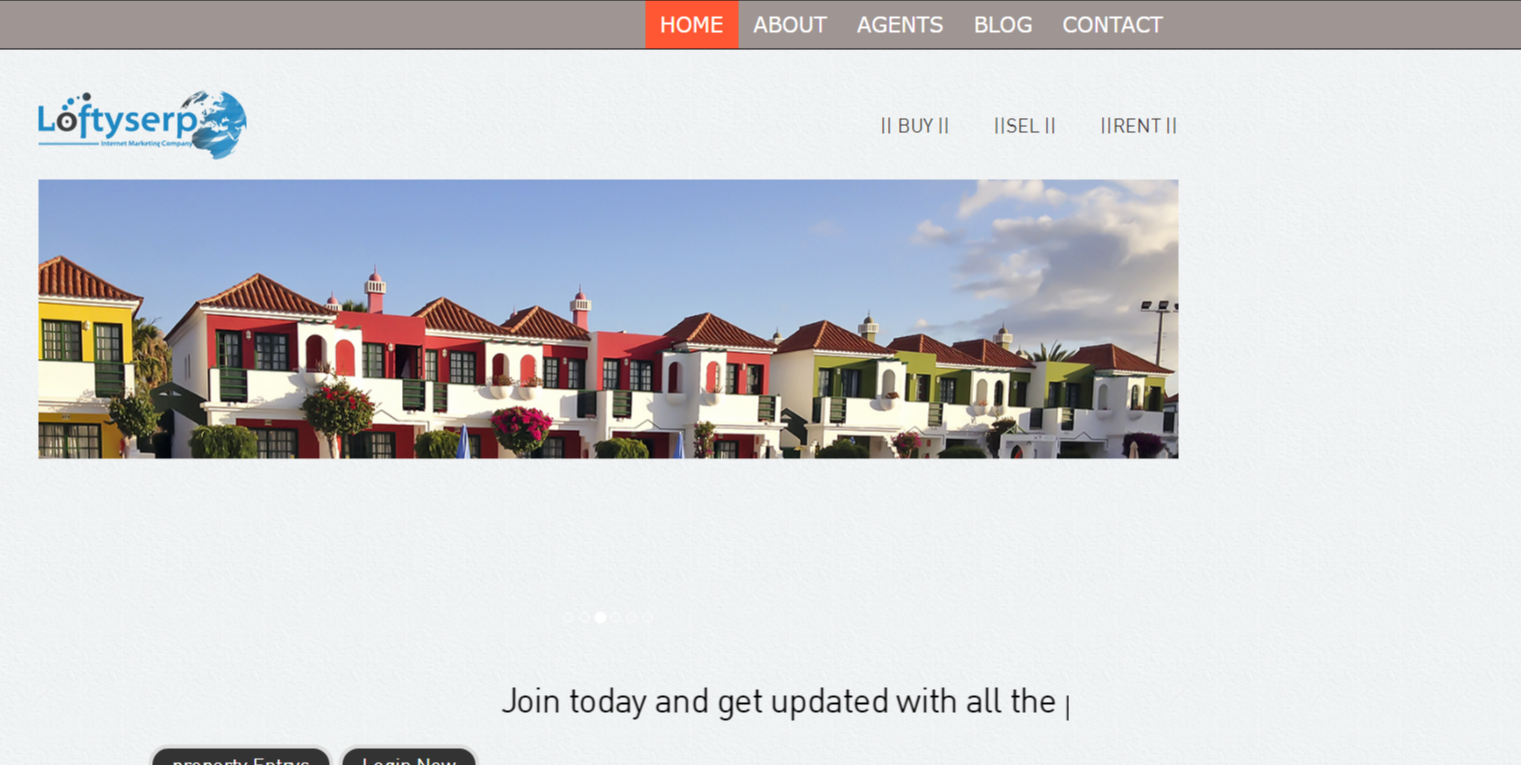 HOME ABOUT AGENTS BLOG CONTACT
Loftyserp
Internet Marketing Company
|| BUY || ||SEL || ||RENT ||
Join today and get updated with all the
property Entrys Login Now